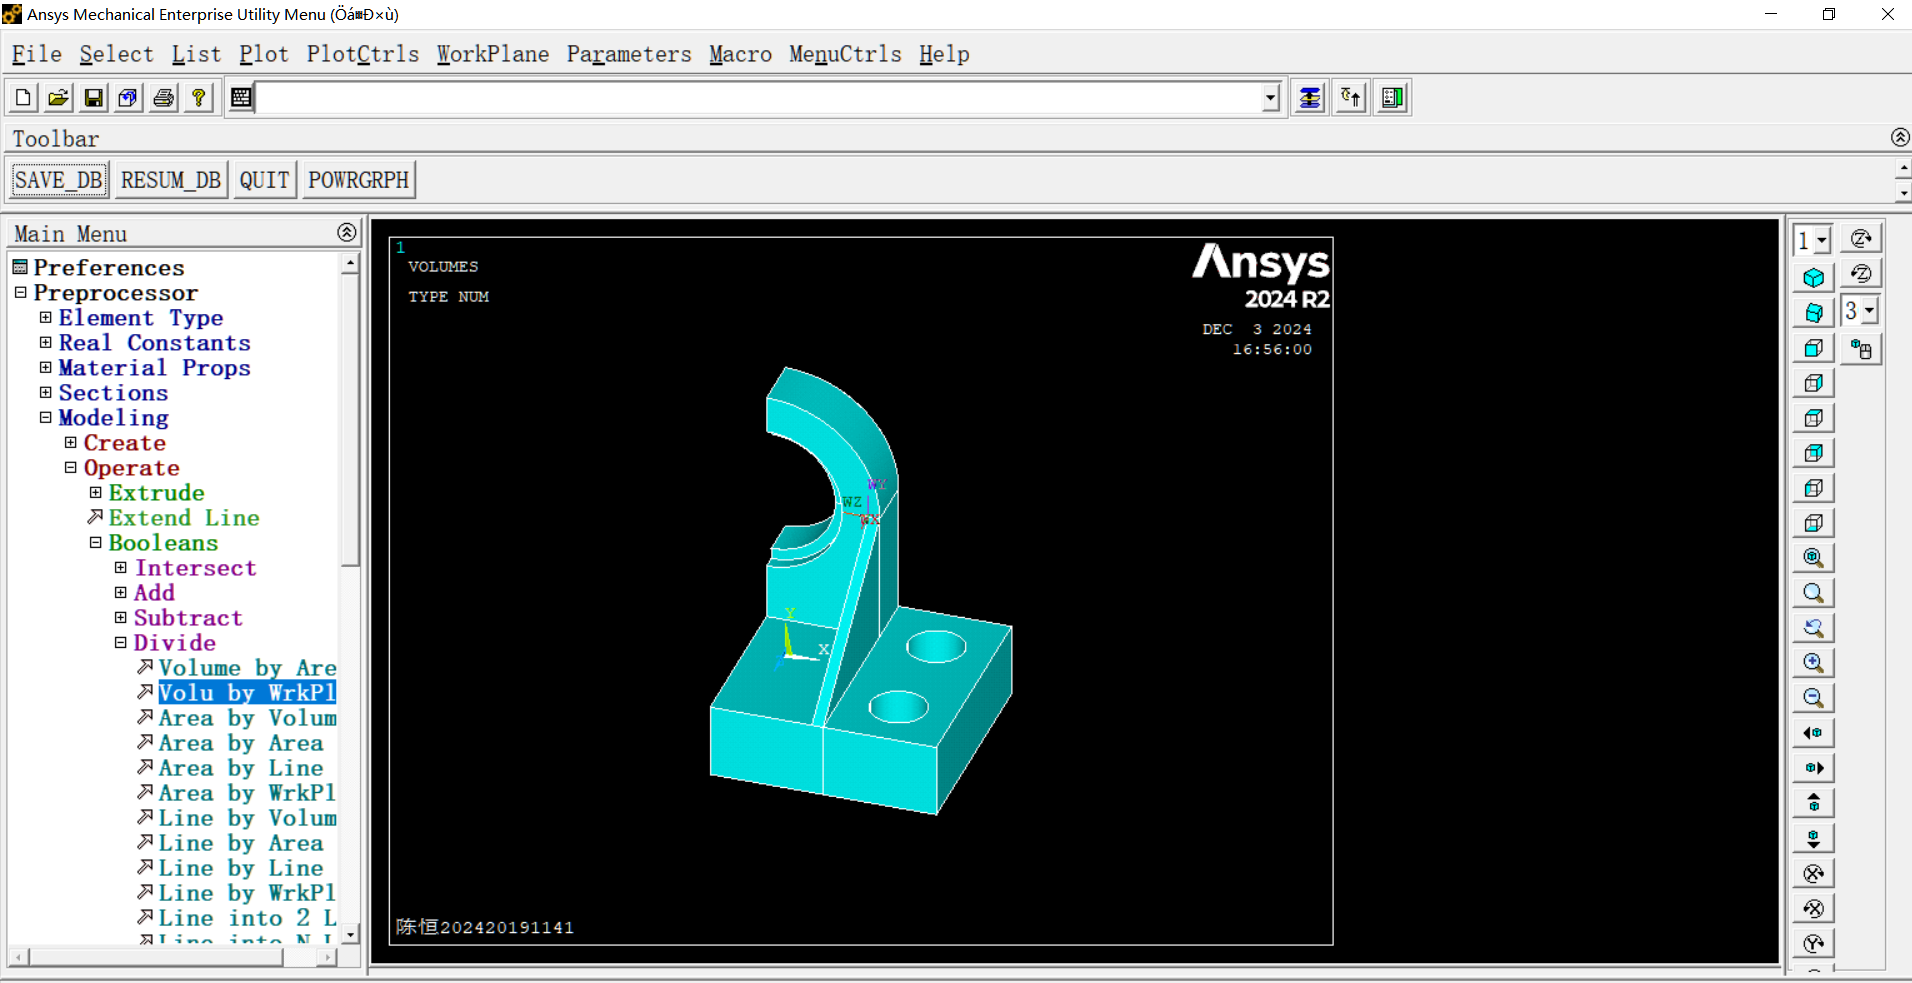 Ansys Mechanical Enterprise Utility Menu (Öá¤Ð×ù)
File Select List Plot PlotCtrls WorkPlane Parameters Macro MenuCtrls Help
Toolbar
SAVE_DB RESUM_DB QUIT POWRGRPH
Main Menu
Preferences
Preprocessor
Element Type
Real Constants
Material Props
Sections
Modeling
Create
Operate
Extrude
Extend Line
Booleans
Intersect
Add
Subtract
Divide
Volume by Are
Volu by WrkPl
Area by Volum
Area by Area
Area by Line
Area by WrkPl
Line by Volum
Line by Area
Line by Line
Line by WrkPl
Line into 2 L
Line into N L
1
VOLUMES
TYPE NUM
Ansys
2024 R2
DEC 3 2024
16:56:00
WY
WZ
WX
Y
X
陈恒202420191141
1
3